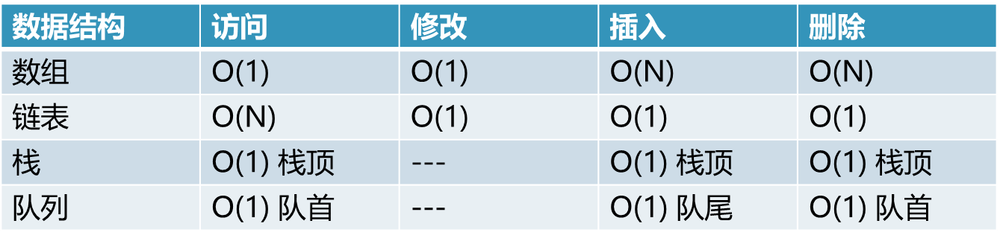 数据结构 访问 修改 插入 删除
数组 O(1) O(1) O(N) O(N)
链表 O(N) O(1) O(1) O(1)
栈 O(1) 栈顶 --- O(1) 栈顶 O(1) 栈顶
队列 O(1) 队首 --- O(1) 队尾 O(1) 队首